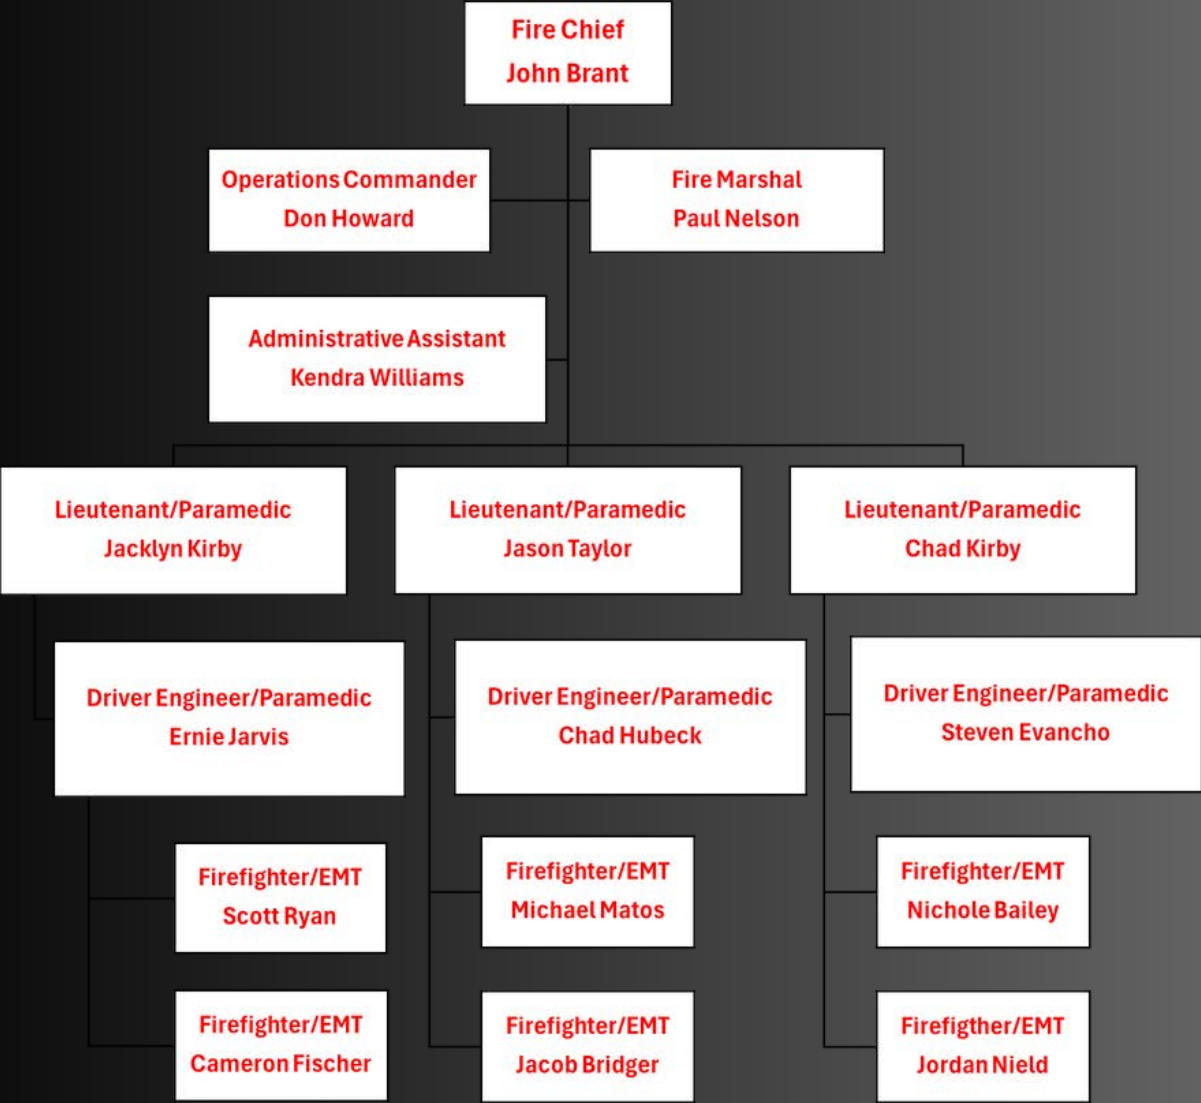 Fire Chief
John Brant
Operations Commander
Don Howard
Fire Marshal
Paul Nelson
Administrative Assistant
Kendra Williams
Lieutenant/Paramedic
Jacklyn Kirby
Lieutenant/Paramedic
Jason Taylor
Lieutenant/Paramedic
Chad Kirby
Driver Engineer/Paramedic
Ernie Jarvis
Driver Engineer/Paramedic
Chad Hubeck
Driver Engineer/Paramedic
Steven Evancho
Firefighter/EMT
Scott Ryan
Firefighter/EMT
Michael Matos
Firefighter/EMT
Nichole Bailey
Firefighter/EMT
Cameron Fischer
Firefighter/EMT
Jacob Bridger
Firefigther/EMT
Jordan Nield